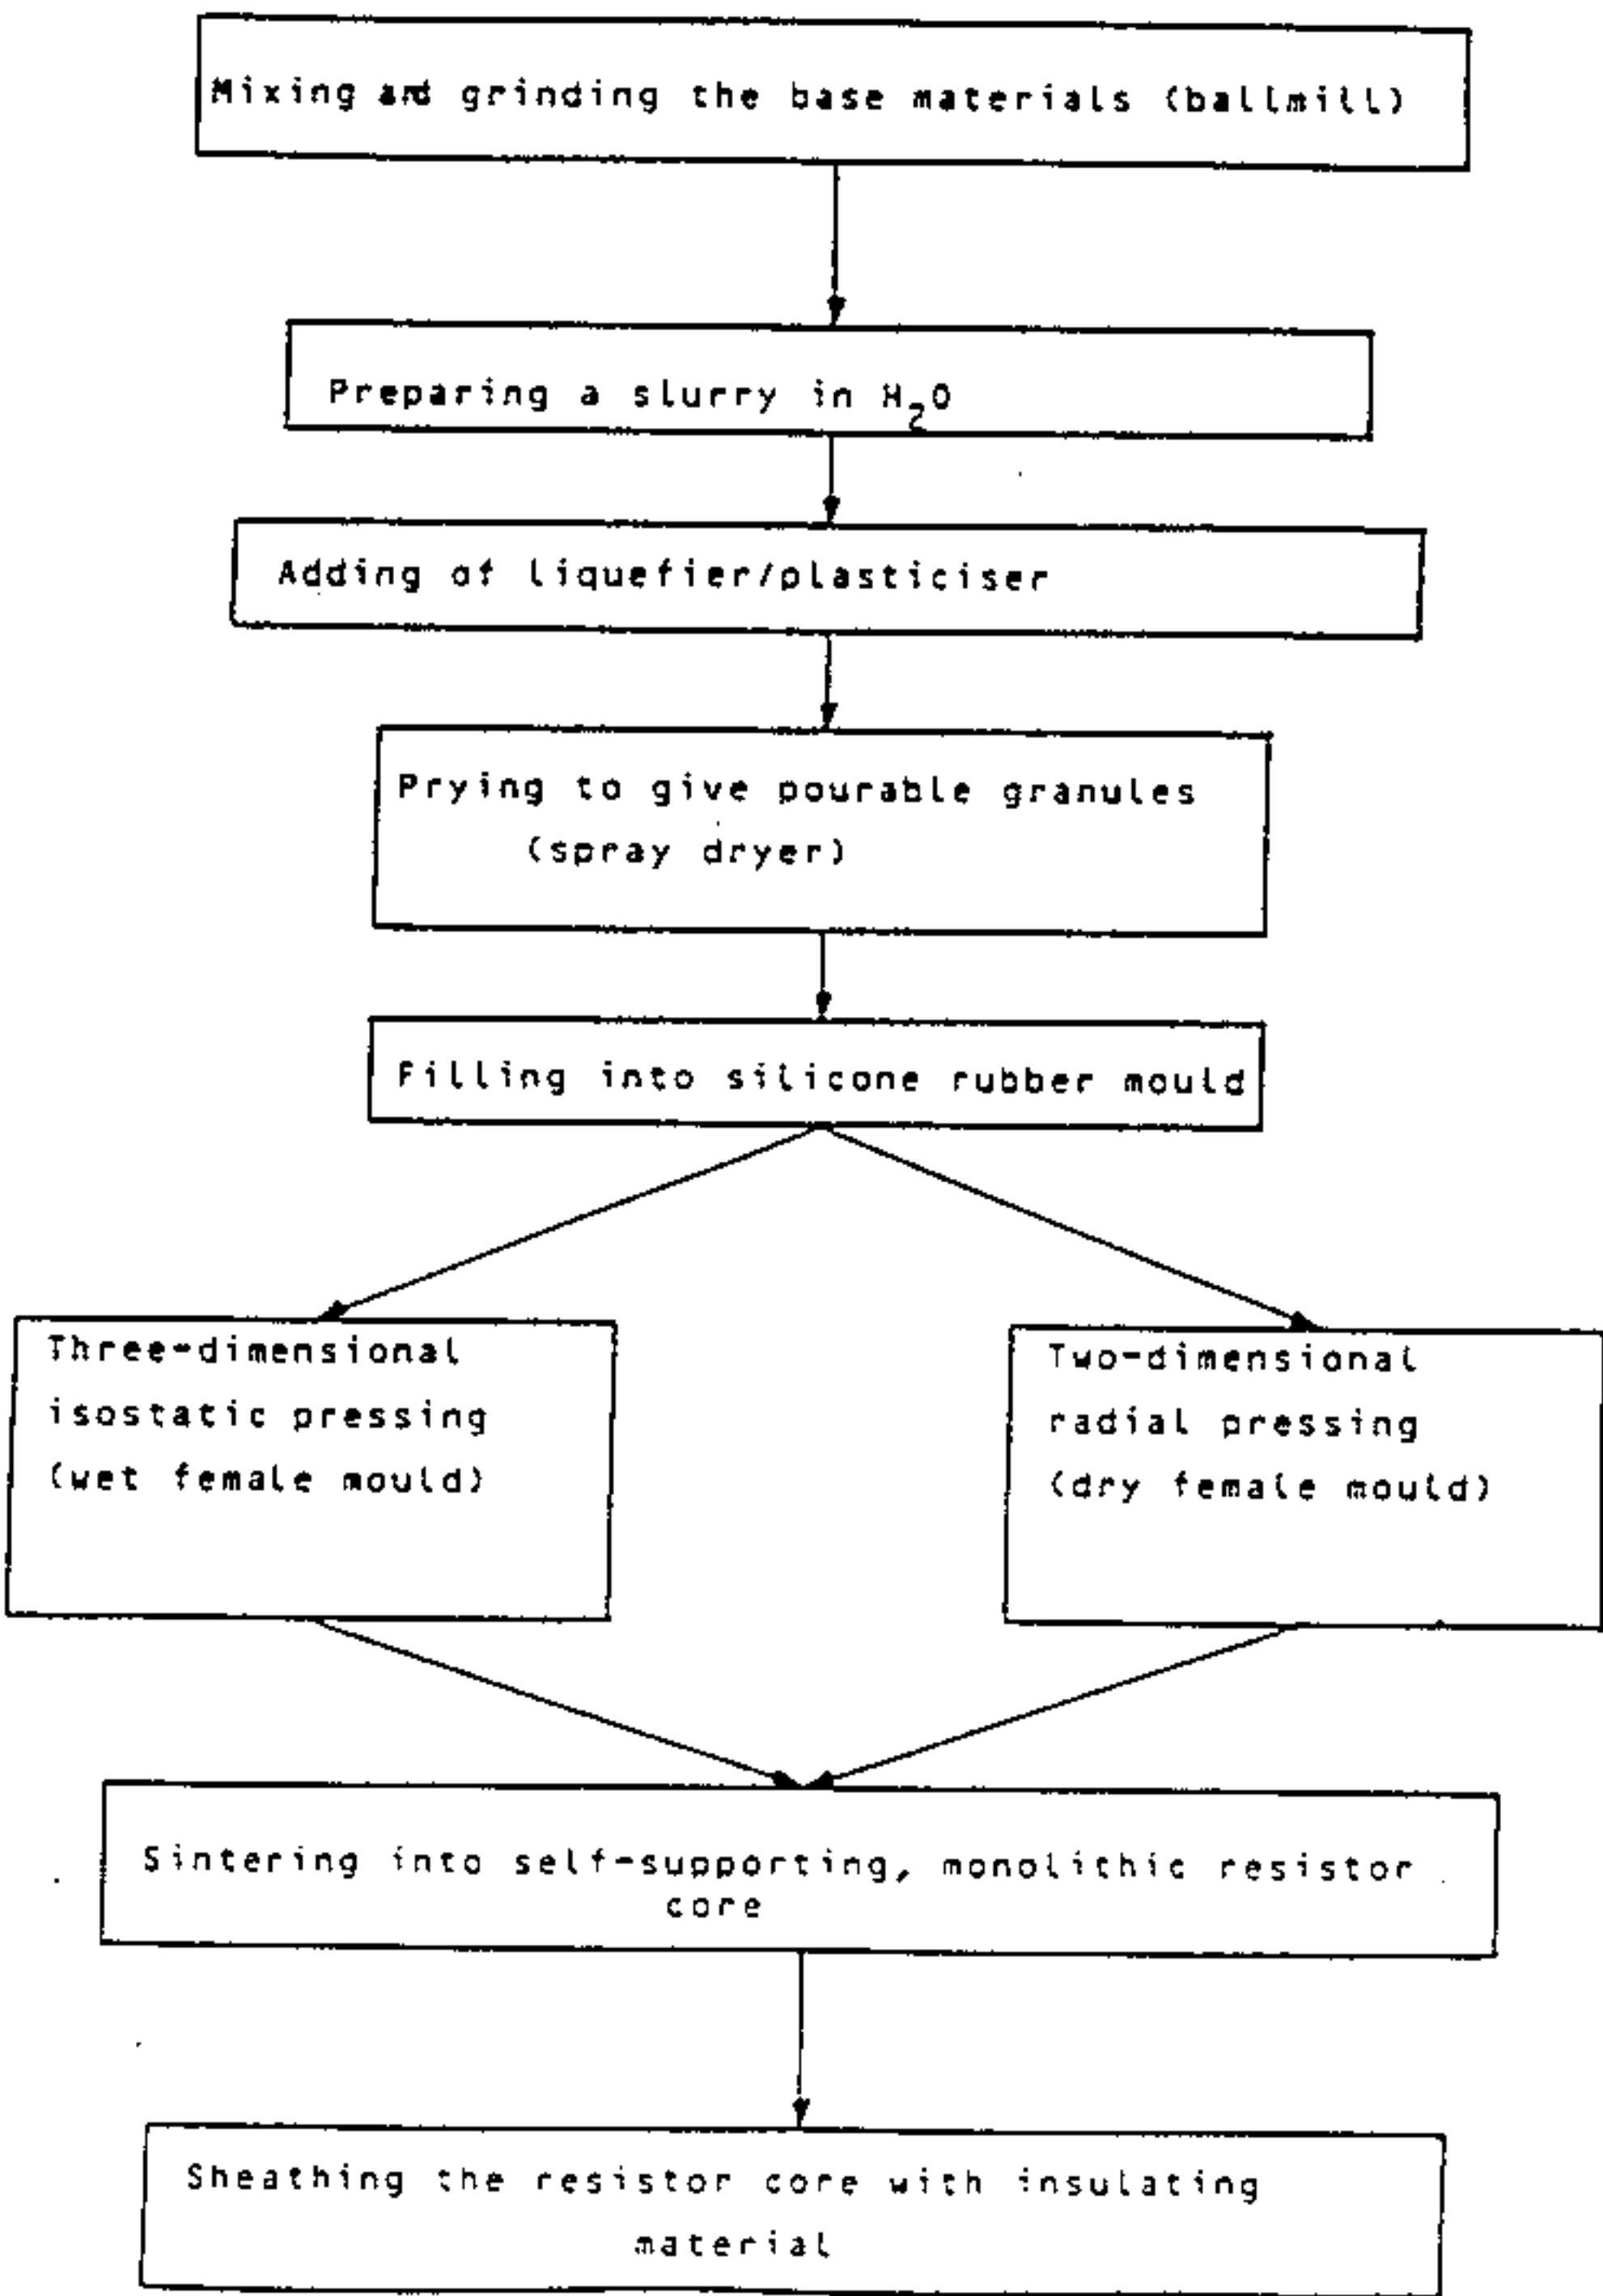 Mixing and grinding the base materials (ballmill)
Preparing a slurry in H₂O
Adding of liquefier/plasticiser
Prying to give pourable granules
(spray dryer)
Filling into silicone rubber mould
Three-dimensional
isostatic pressing
(wet female mould)
Two-dimensional
radial pressing
(dry female mould)
Sintering into self-supporting, monolithic resistor
core
Sheathing the resistor core with insulating
material